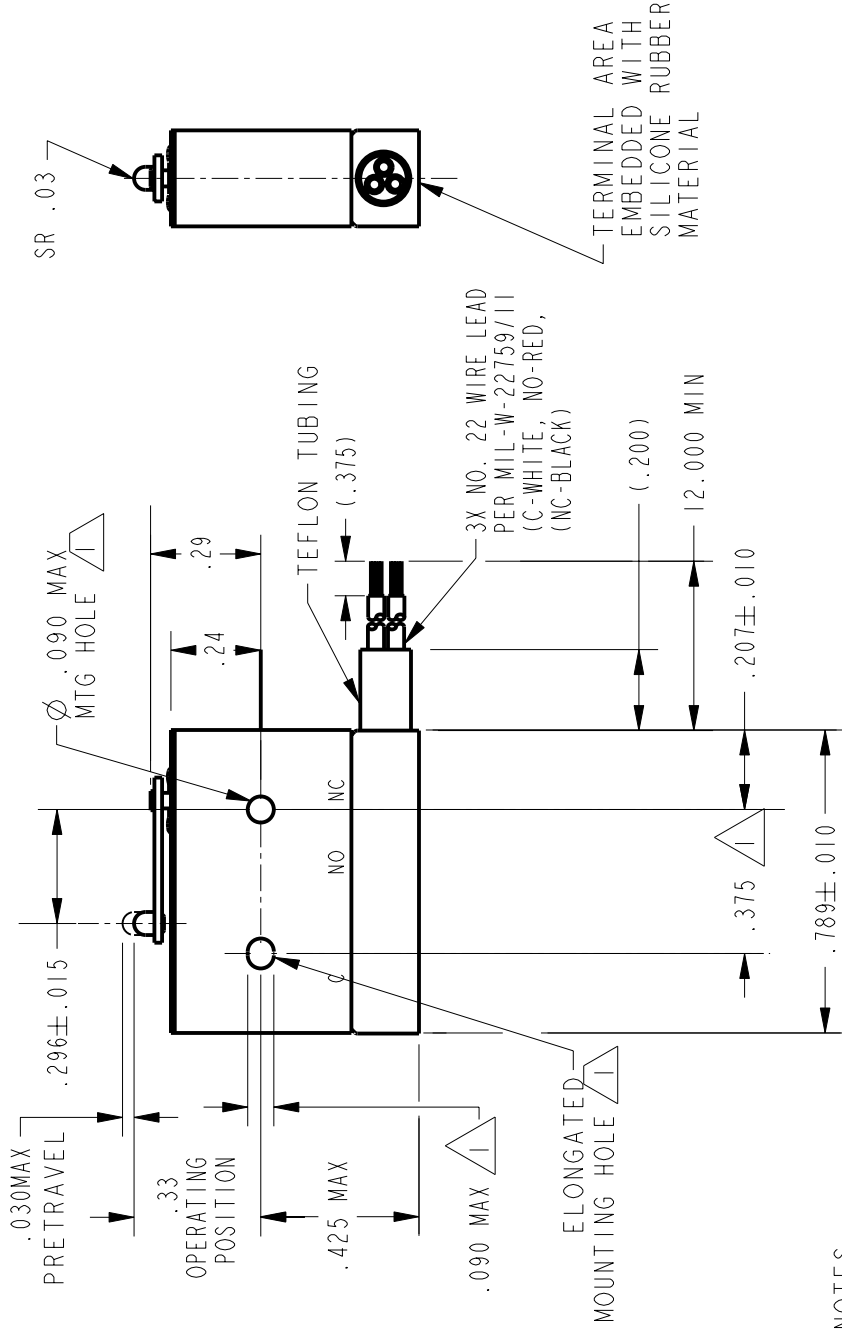 SR .03
TERMINAL AREA
EMBEDDED WITH
SILICONE RUBBER
MATERIAL
Ø .090 MAX
MTG HOLE 1
.29
.24
TEFLON TUBING
(.375)
3X NO. 22 WIRE LEAD
PER MIL-W-22759/11
(C-WHITE, NO-RED,
(NC-BLACK)
(.200)
12.000 MIN
.207±.010
.375 1
.789±.010
.296±.015
.030MAX
PRETRAVEL
.33
OPERATING
POSITION
.425 MAX
.090 MAX 1
ELONGATED
MOUNTING HOLE 1
C
NO
NC
NOTES